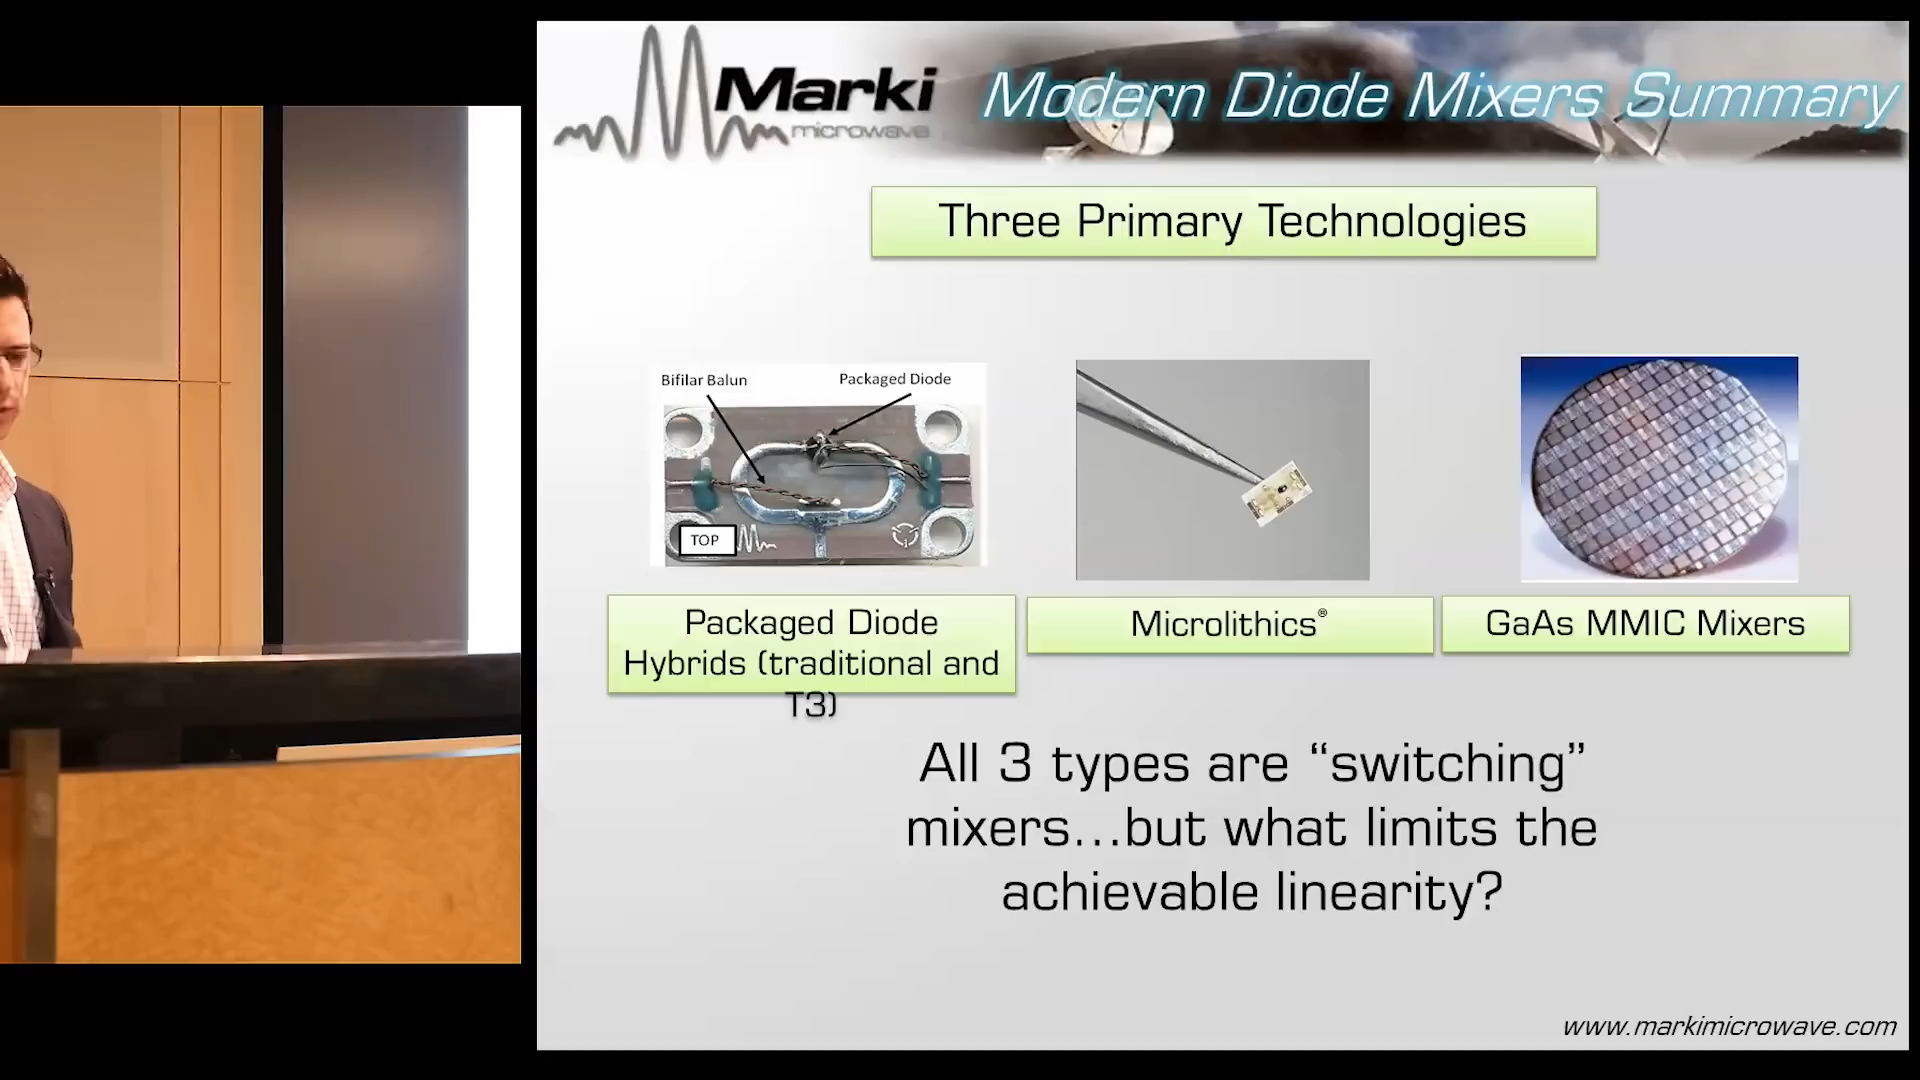 Marki
microwave
Modern Diode Mixers Summary
Three Primary Technologies
Bifilar Balun
Packaged Diode
TOP
Packaged Diode
Hybrids (traditional and
T3)
Microlithics®
GaAs MMIC Mixers
All 3 types are “switching”
mixers...but what limits the
achievable linearity?
www.markimicrowave.com